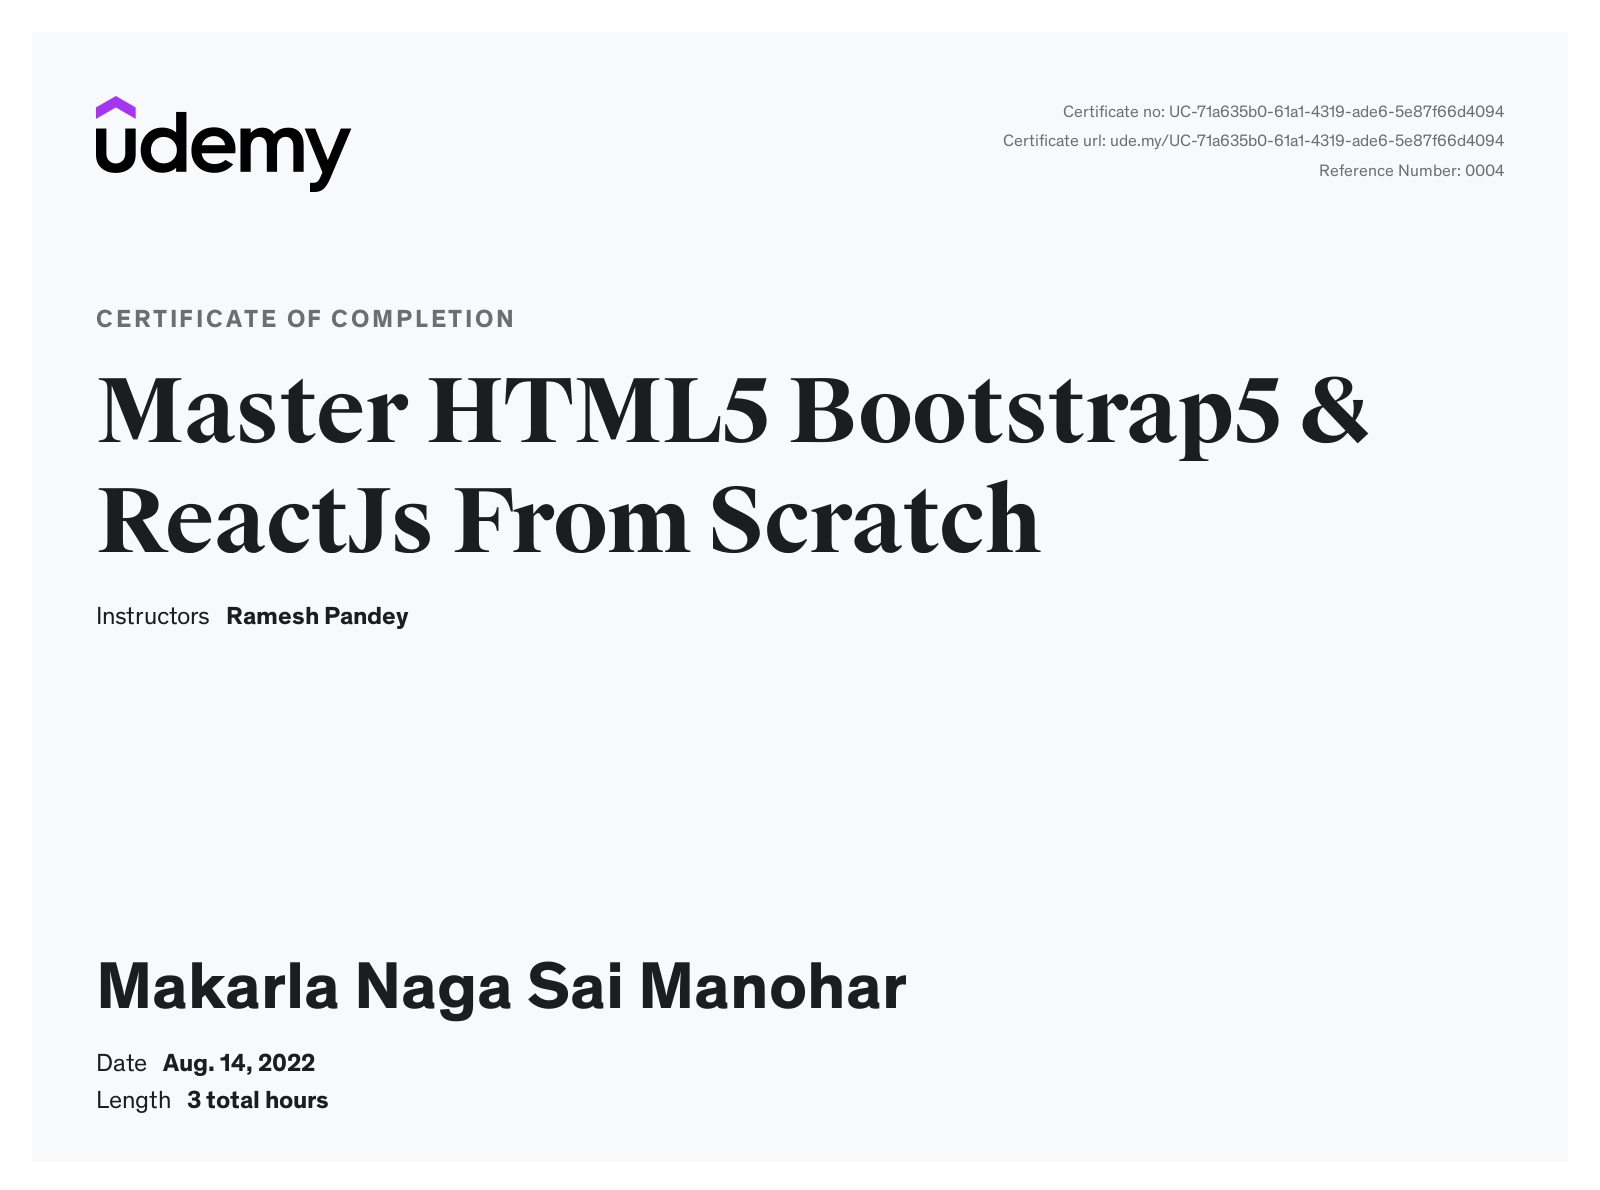 udemy
Certificate no: UC-71a635b0-61a1-4319-ade6-5e87f66d4094
Certificate url: ude.my/UC-71a635b0-61a1-4319-ade6-5e87f66d4094
Reference Number: 0004
CERTIFICATE OF COMPLETION
Master HTML5 Bootstrap5 &
ReactJs From Scratch
Instructors Ramesh Pandey
Makarla Naga Sai Manohar
Date Aug. 14, 2022
Length 3 total hours